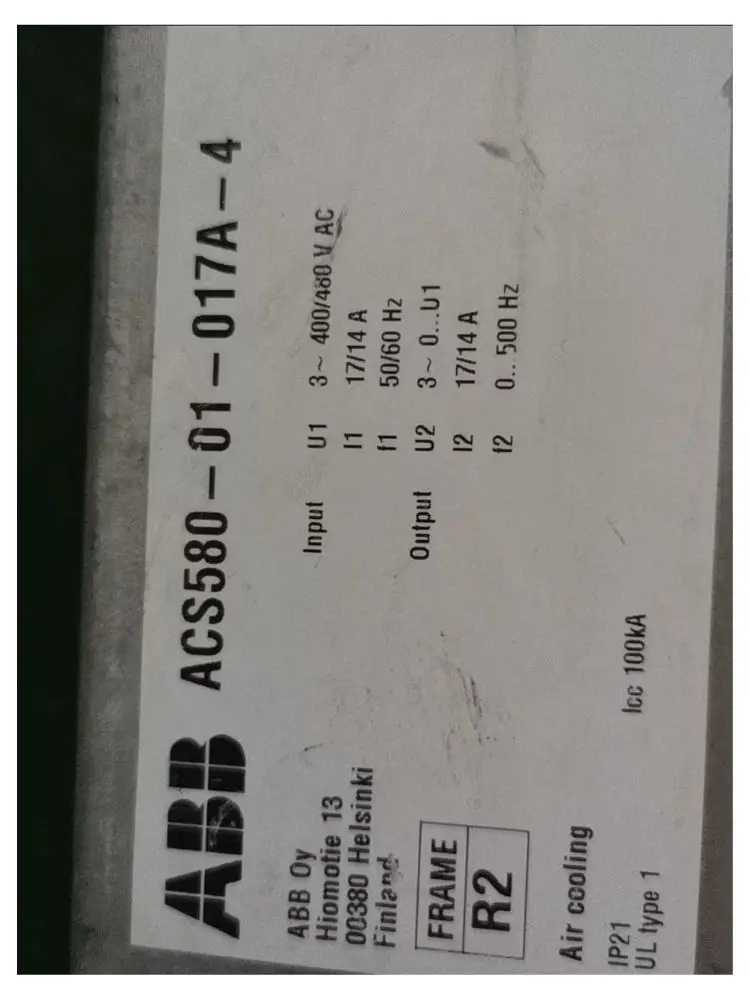 ABB ACS580-01-017A-4
ABB Oy
Hiomotie 13
00380 Helsinki
Finland
FRAME
R2
Air cooling
IP21
UL type 1
Icc 100kA
Input U1 3~ 400/480 V AC
I1 17/14 A
f1 50/60 Hz
Output U2 3~ 0...U1
I2 17/14 A
f2 0...500 Hz